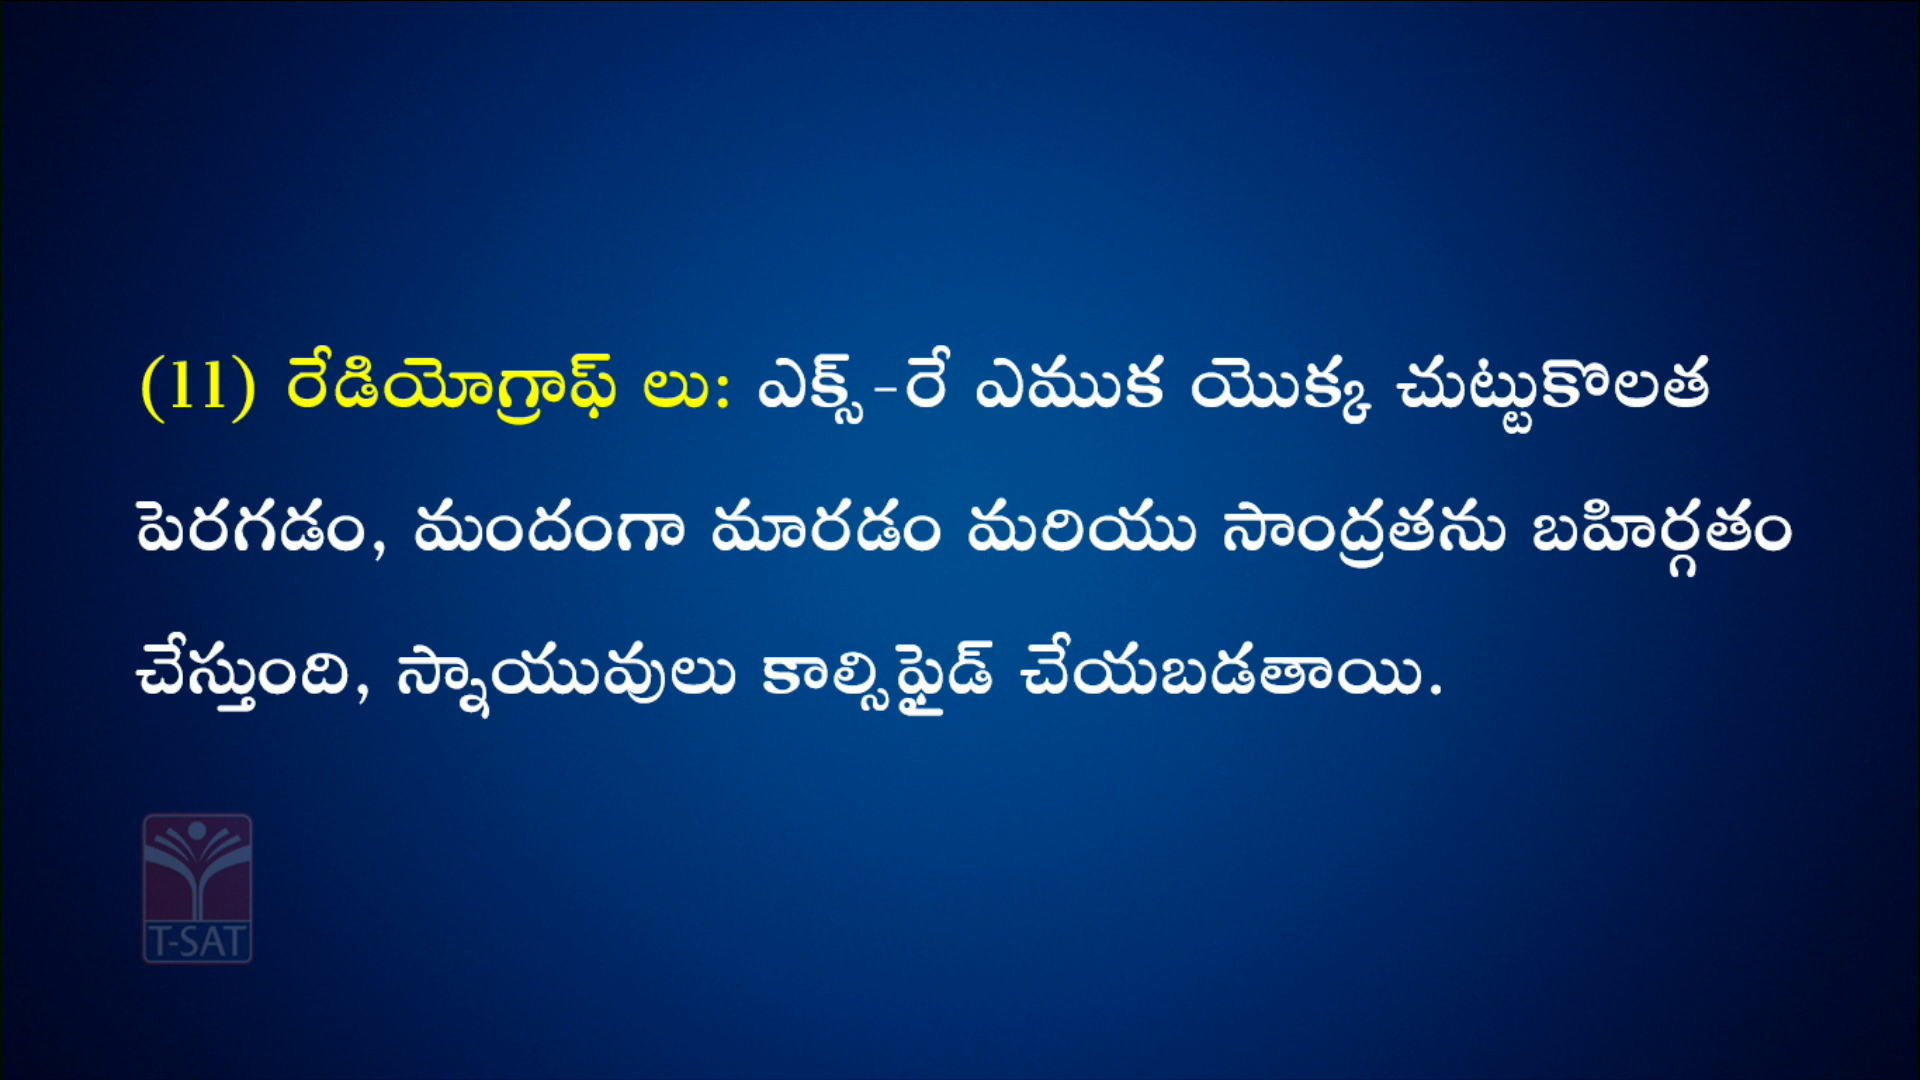 (11) రేడియోగ్రాఫ్ లు: ఎక్స్-రే ఎముక యొక్క చుట్టుకొలత
పెరగడం, మందంగా మారడం మరియు సాంద్రతను బహిర్గతం
చేస్తుంది, స్నాయువులు కాల్సిఫైడ్ చేయబడతాయి.
T-SAT